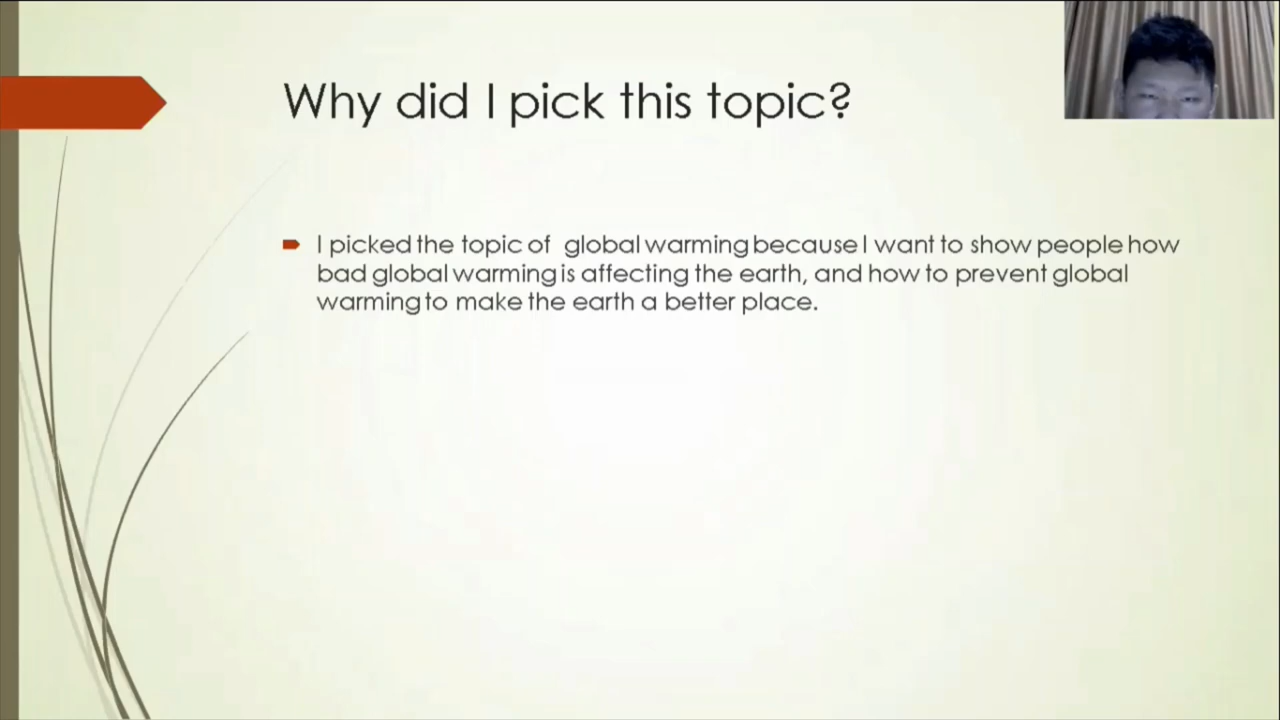 Why did I pick this topic?
I picked the topic of global warming because I want to show people how
bad global warming is affecting the earth, and how to prevent global
warming to make the earth a better place.